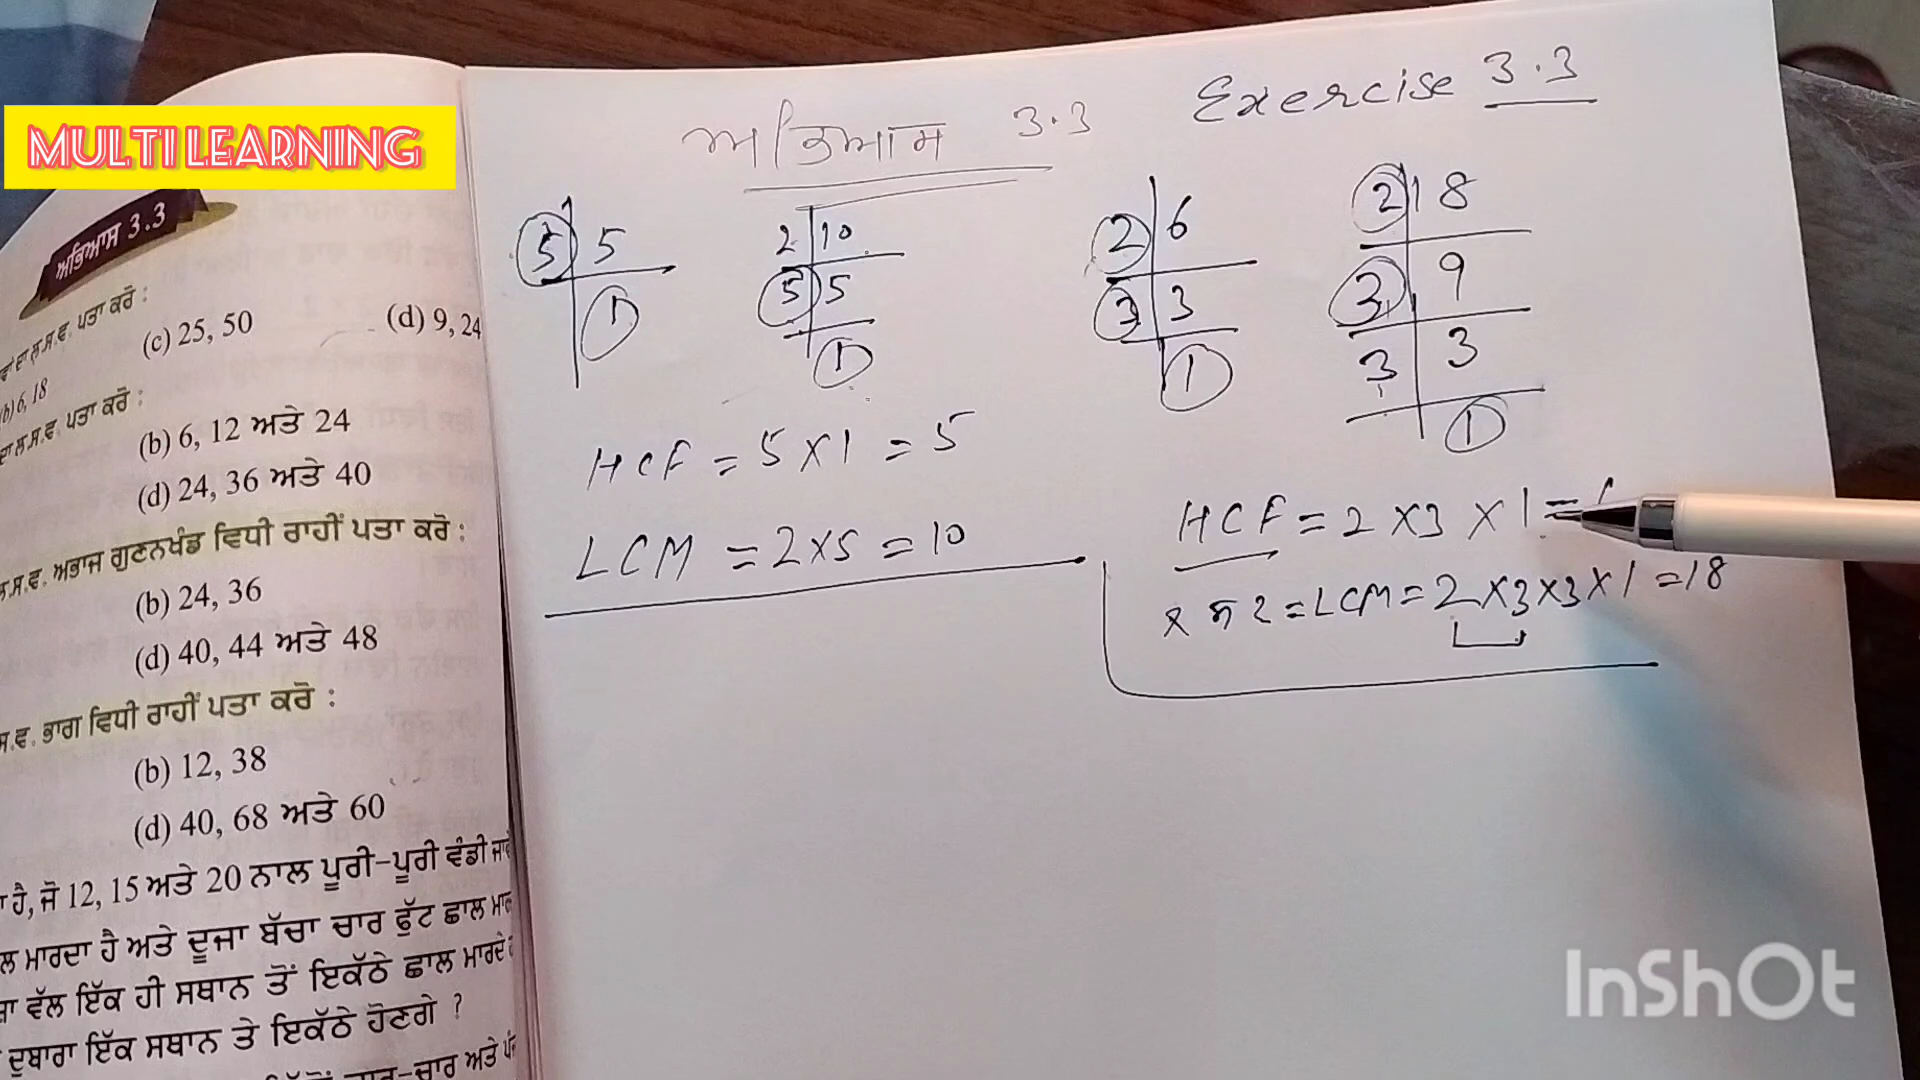 MULTI LEARNING
ਅਭਿਆਸ 3.3
ਲ.ਸ.ਵ. ਪਤਾ ਕਰੋ :
(c) 25, 50
(d) 9, 24
(b) 6, 18
ਲ.ਸ.ਵ. ਪਤਾ ਕਰੋ :
(b) 6, 12 ਅਤੇ 24
(d) 24, 36 ਅਤੇ 40
ਲ.ਸ.ਵ. ਅਭਾਜ ਗੁਣਨਖੰਡ ਵਿਧੀ ਰਾਹੀਂ ਪਤਾ ਕਰੋ :
(b) 24, 36
(d) 40, 44 ਅਤੇ 48
ਭਾਗ ਵਿਧੀ ਰਾਹੀਂ ਪਤਾ ਕਰੋ :
(b) 12, 38
(d) 40, 68 ਅਤੇ 60
ਹੈ, ਜੋ 12, 15 ਅਤੇ 20 ਨਾਲ ਪੂਰੀ-ਪੂਰੀ ਵੰਡੀ
ਮਾਰਦਾ ਹੈ ਅਤੇ ਦੂਜਾ ਬੱਚਾ ਚਾਰ ਫੁੱਟ ਛਾਲ
ਵੱਲ ਇੱਕ ਹੀ ਸਥਾਨ ਤੋਂ ਇਕੱਠੇ ਛਾਲ ਮਾਰਦੇ
ਦੁਬਾਰਾ ਇੱਕ ਸਥਾਨ ਤੇ ਇਕੱਠੇ ਹੋਣਗੇ ?
ਚਾਰ-ਚਾਰ ਅਤੇ
ਅਭਿਆਸ 3.3 Exercise 3.3
5 5
1
2 10
5 5
1
HCF = 5 X 1 = 5
LCM = 2 X 5 = 10
2 6
3 3
1
2 18
3 9
3 3
1
HCF = 2 X 3 X 1 =
LCM = 2 X 3 X 3 X 1 = 18
InShOt